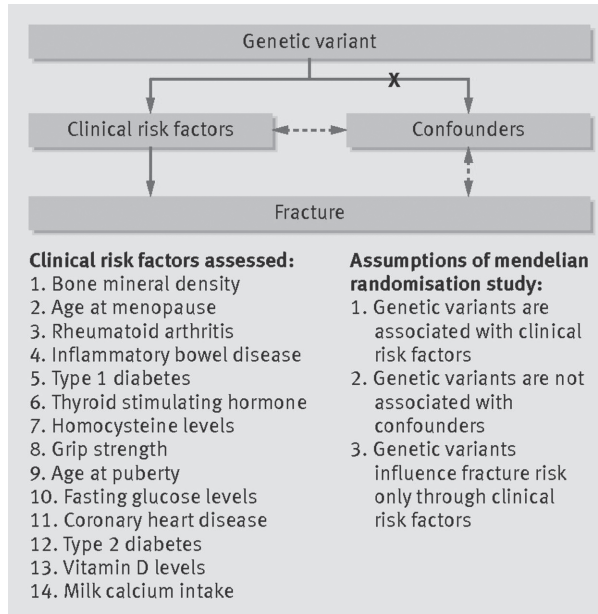 Genetic variant
X
Clinical risk factors
Confounders
Fracture
Clinical risk factors assessed:
1. Bone mineral density
2. Age at menopause
3. Rheumatoid arthritis
4. Inflammatory bowel disease
5. Type 1 diabetes
6. Thyroid stimulating hormone
7. Homocysteine levels
8. Grip strength
9. Age at puberty
10. Fasting glucose levels
11. Coronary heart disease
12. Type 2 diabetes
13. Vitamin D levels
14. Milk calcium intake
Assumptions of mendelian
randomisation study:
1. Genetic variants are
associated with clinical
risk factors
2. Genetic variants are not
associated with
confounders
3. Genetic variants
influence fracture risk
only through clinical
risk factors